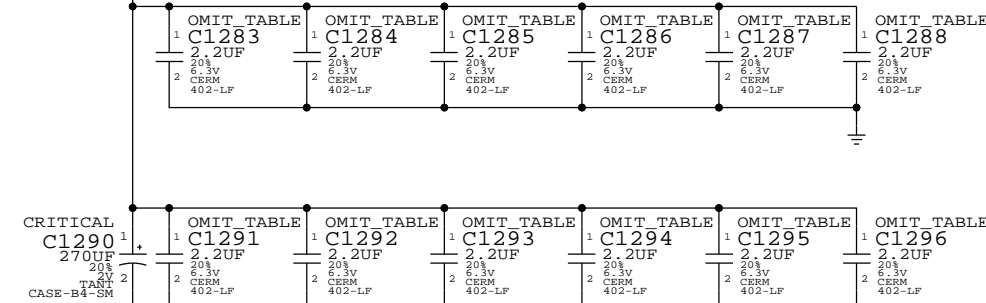 OMIT_TABLE OMIT_TABLE OMIT_TABLE OMIT_TABLE OMIT_TABLE OMIT_TABLE
1 C1283 1 C1284 1 C1285 1 C1286 1 C1287 1 C1288
2.2UF 2.2UF 2.2UF 2.2UF 2.2UF 2.2UF
20% 20% 20% 20% 20% 20%
6.3V 6.3V 6.3V 6.3V 6.3V 6.3V
2 CERM 2 CERM 2 CERM 2 CERM 2 CERM 2 CERM
402-LF 402-LF 402-LF 402-LF 402-LF 402-LF
CRITICAL OMIT_TABLE OMIT_TABLE OMIT_TABLE OMIT_TABLE OMIT_TABLE OMIT_TABLE
C1290 1 1 C1291 1 C1292 1 C1293 1 C1294 1 C1295 1 C1296
270UF + 2.2UF 2.2UF 2.2UF 2.2UF 2.2UF 2.2UF
20% 20% 20% 20% 20% 20% 20%
2V 2 6.3V 6.3V 6.3V 6.3V 6.3V 6.3V
TANT 2 CERM 2 CERM 2 CERM 2 CERM 2 CERM 2 CERM
CASE-B4-SM 402-LF 402-LF 402-LF 402-LF 402-LF 402-LF